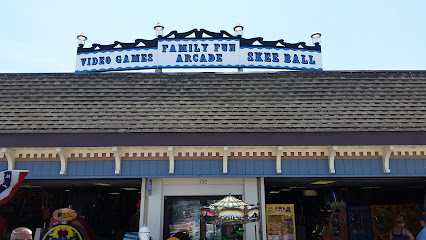 VIDEO GAMES
FAMILY FUN
ARCADE
SKEE BALL